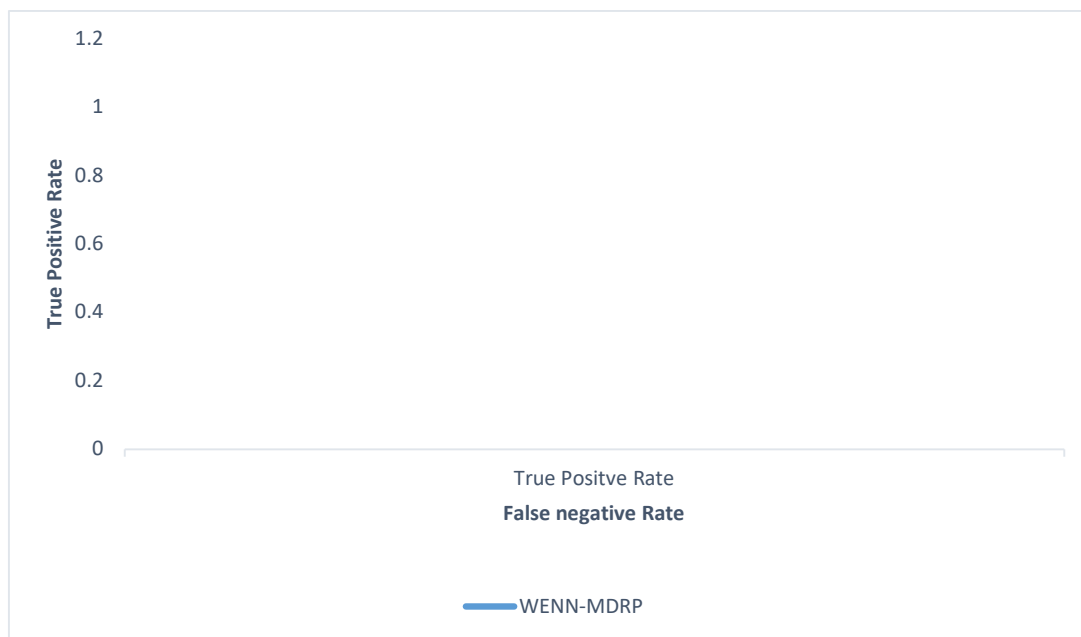 1.2
1
0.8
0.6
0.4
0.2
0
True Positive Rate
True Positve Rate
False negative Rate
WENN-MDRP